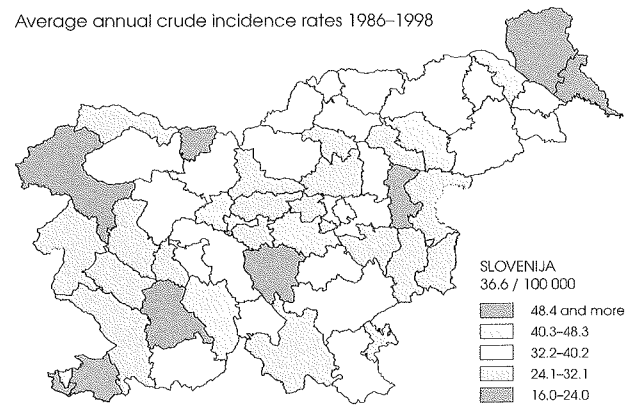 Average annual crude incidence rates 1986–1998
SLOVENIJA
36.6 / 100 000
48.4 and more
40.3–48.3
32.2–40.2
24.1–32.1
16.0–24.0